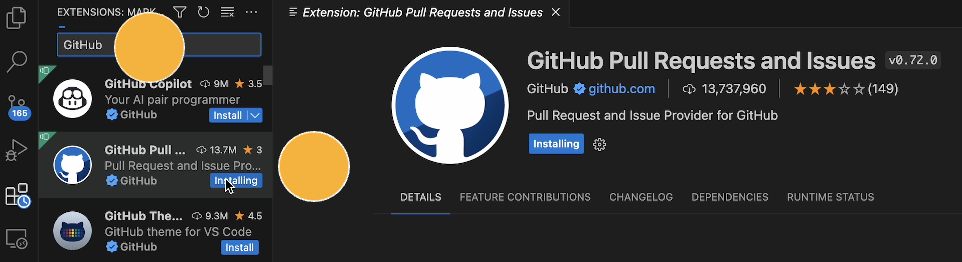 EXTENSIONS: MARK...
GitHub
GitHub Copilot 9M 3.5
Your AI pair programmer
GitHub Install
GitHub Pull ... 13.7M 3
Pull Request and Issue Pro...
GitHub Installing
GitHub The... 9.3M 4.5
GitHub theme for VS Code
GitHub Install
165
Extension: GitHub Pull Requests and Issues
GitHub Pull Requests and Issues v0.72.0
GitHub github.com 13,737,960 (149)
Pull Request and Issue Provider for GitHub
Installing
DETAILS FEATURE CONTRIBUTIONS CHANGELOG DEPENDENCIES RUNTIME STATUS